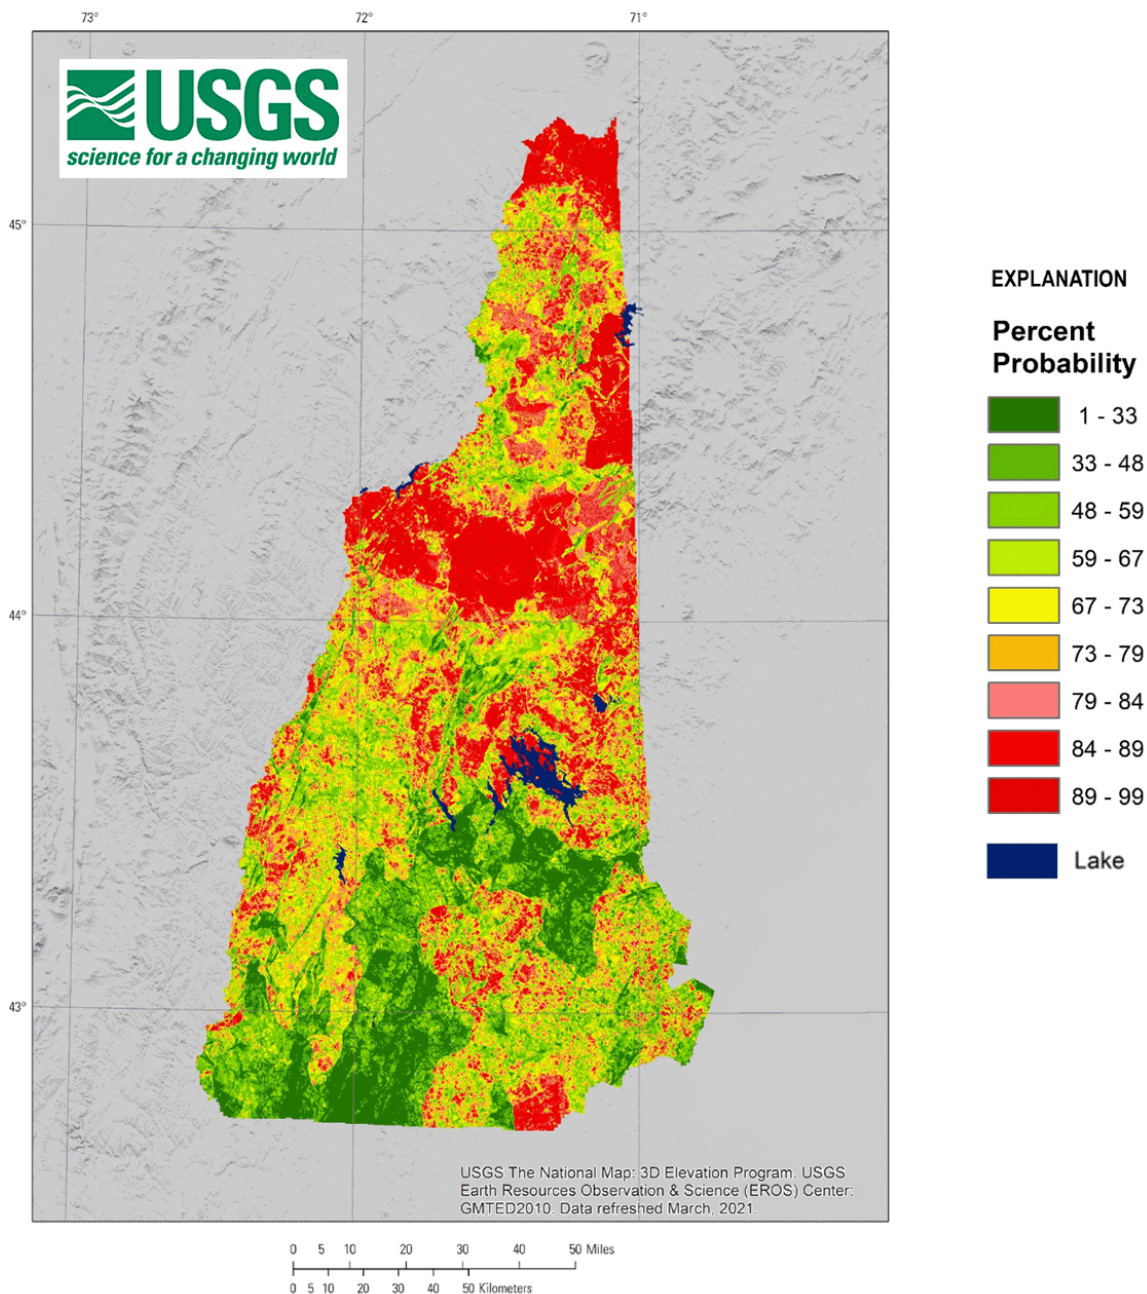 73°
72°
71°
USGS
science for a changing world
45°
44°
43°
EXPLANATION
Percent
Probability
1 - 33
33 - 48
48 - 59
59 - 67
67 - 73
73 - 79
79 - 84
84 - 89
89 - 99
Lake
USGS The National Map: 3D Elevation Program. USGS
Earth Resources Observation & Science (EROS) Center:
GMTED2010. Data refreshed March, 2021.
0 5 10 20 30 40 50 Miles
0 5 10 20 30 40 50 Kilometers